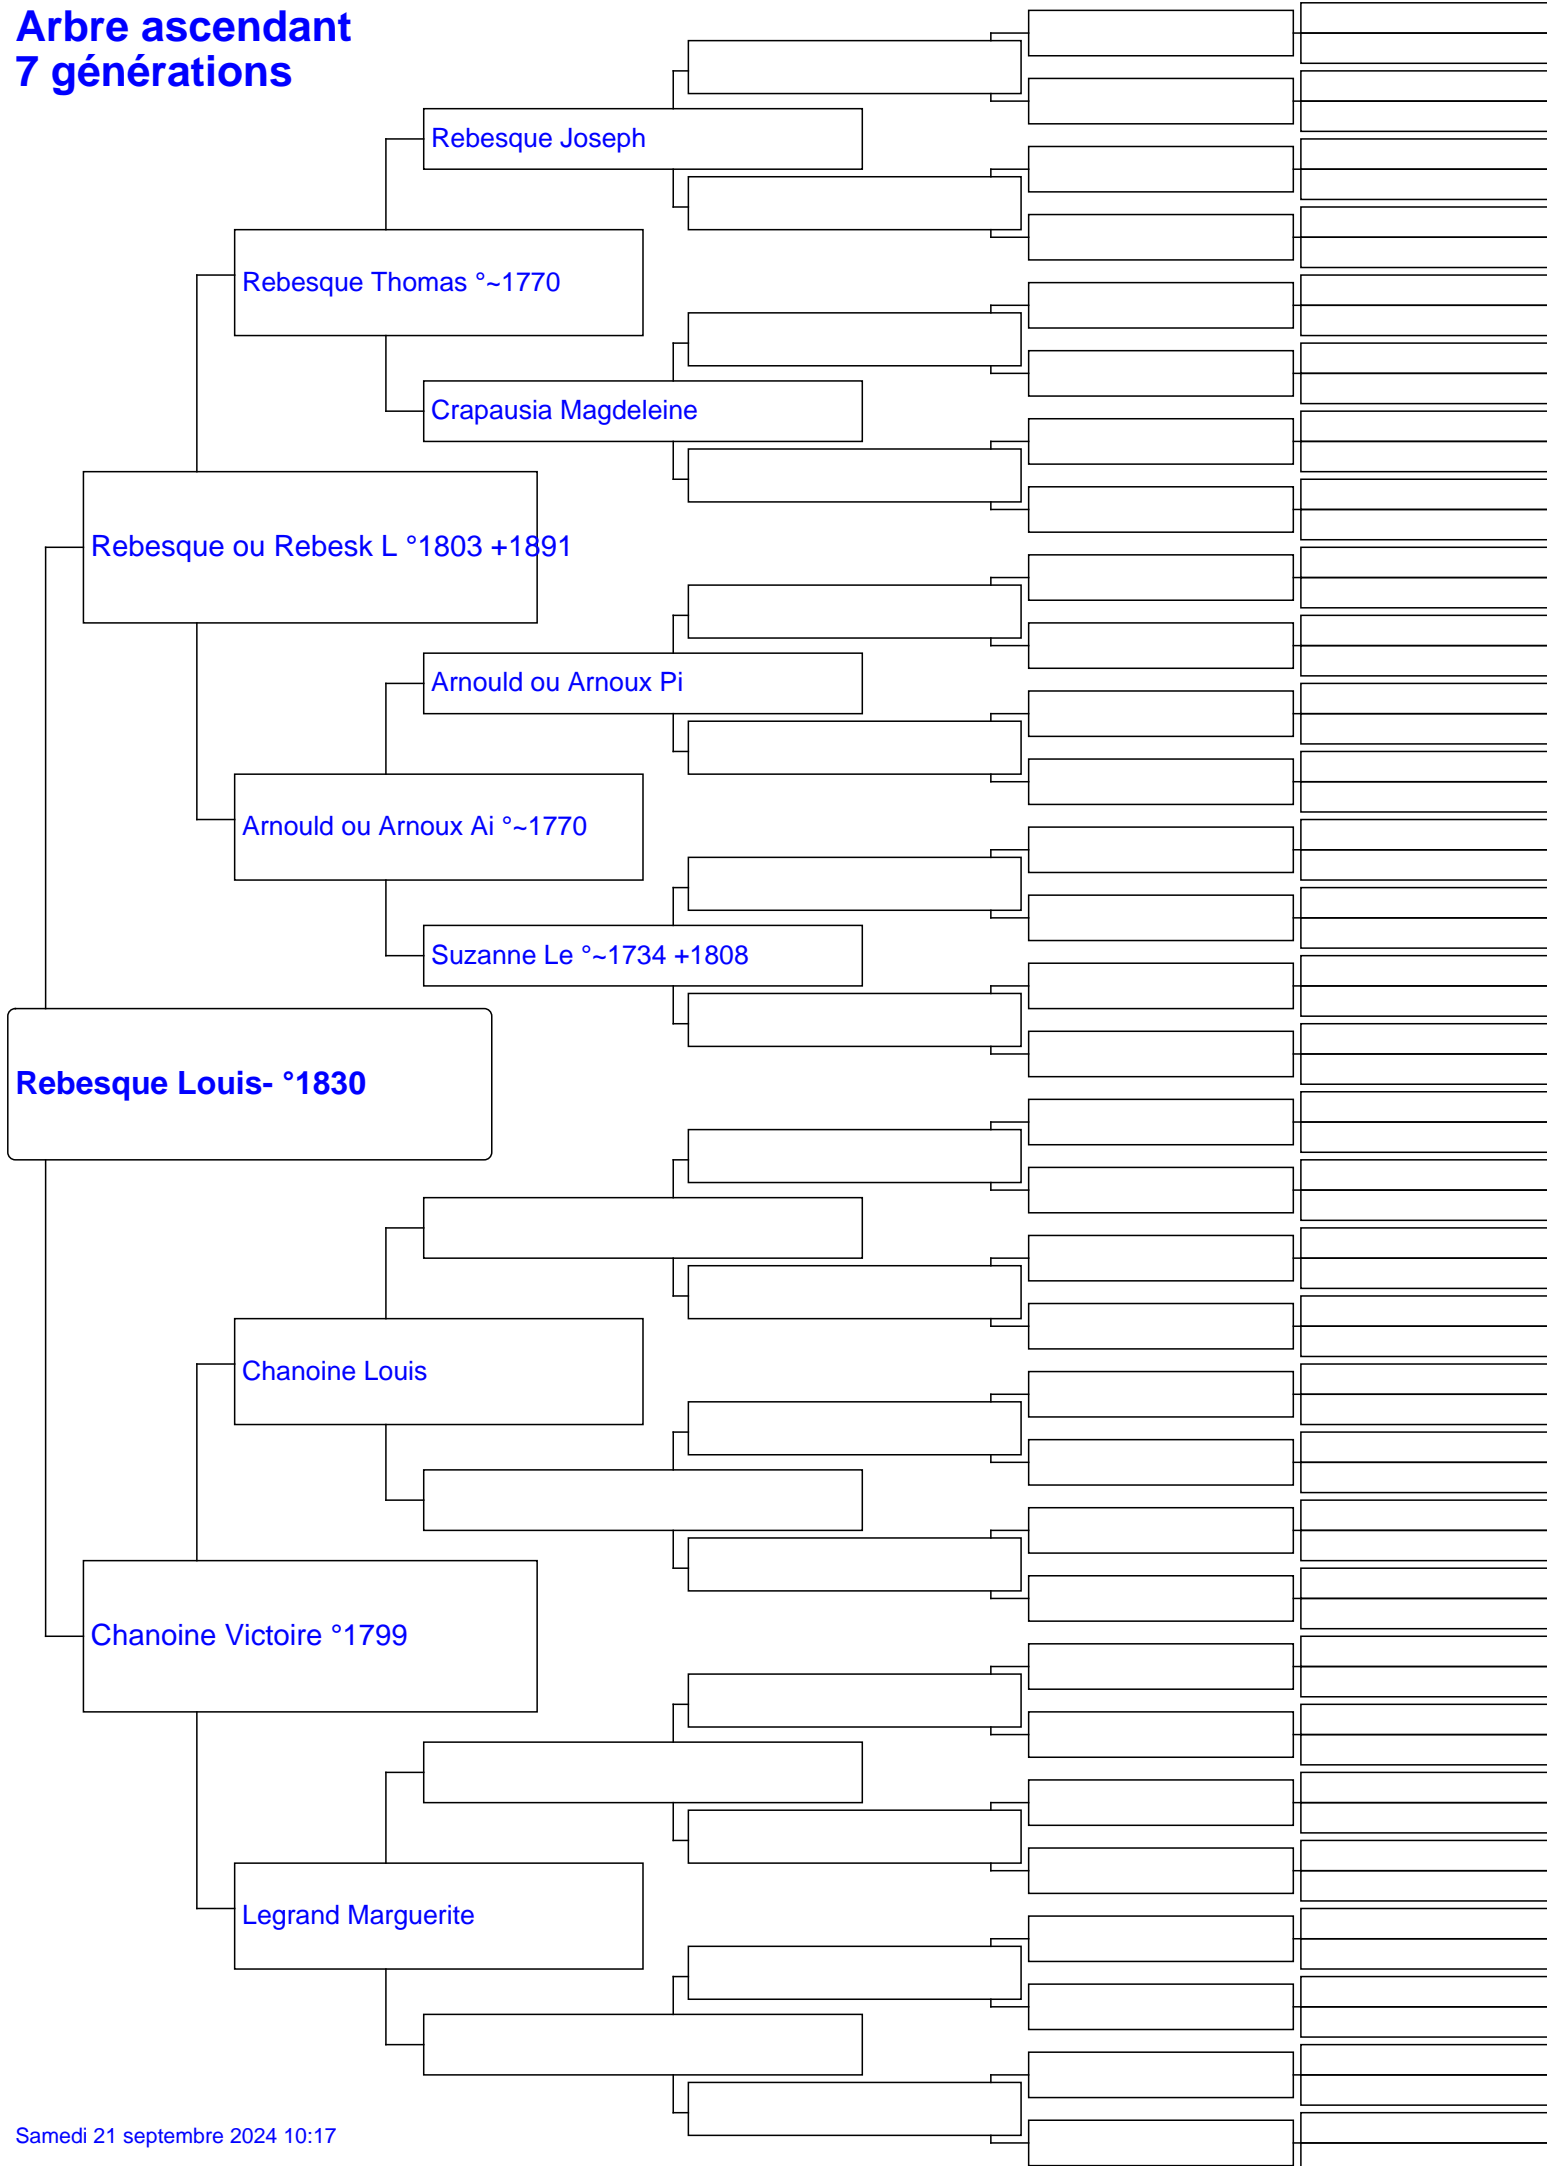 Arbre ascendant
7 générations
Rebesque Joseph
Rebesque Thomas °~1770
Crapausia Magdeleine
Rebesque ou Rebesk L °1803 +1891
Arnould ou Arnoux Pi
Arnould ou Arnoux Ai °~1770
Suzanne Le °~1734 +1808
Rebesque Louis- °1830
Chanoine Louis
Chanoine Victoire °1799
Legrand Marguerite
Samedi 21 septembre 2024 10:17